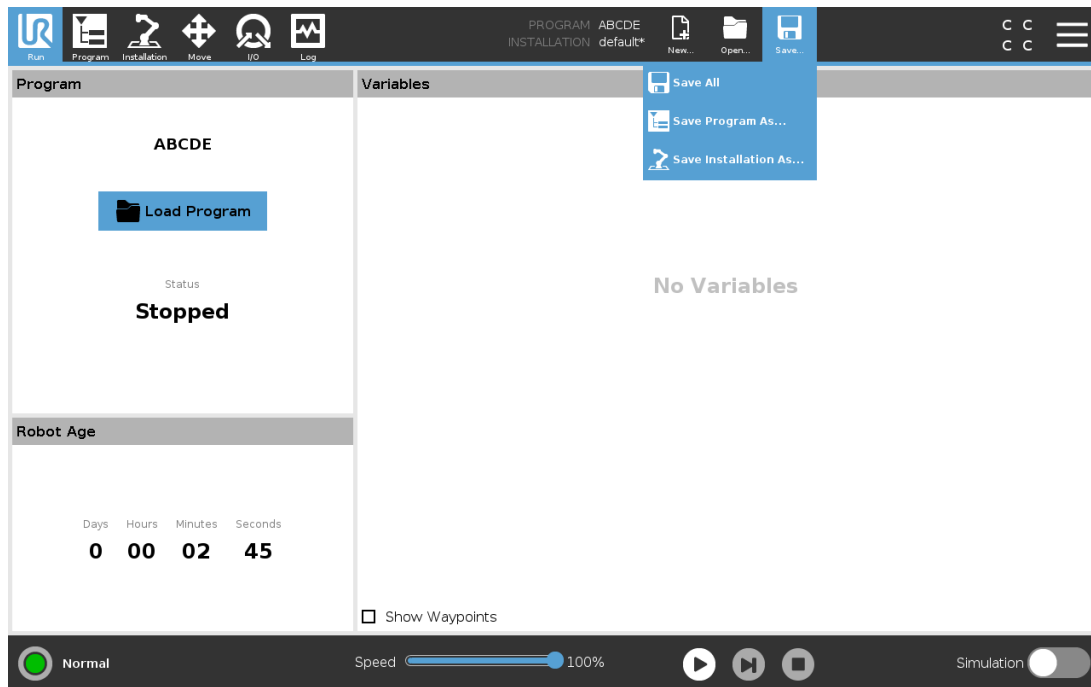 PROGRAM ABCDE
INSTALLATION default*
Run Program Installation Move I/O Log New... Open... Save...
C C
C C
Program
Variables
Save All
Save Program As...
Save Installation As...
ABCDE
Load Program
Status
Stopped
No Variables
Robot Age
Days Hours Minutes Seconds
0 00 02 45
Show Waypoints
Normal
Speed 100%
Simulation